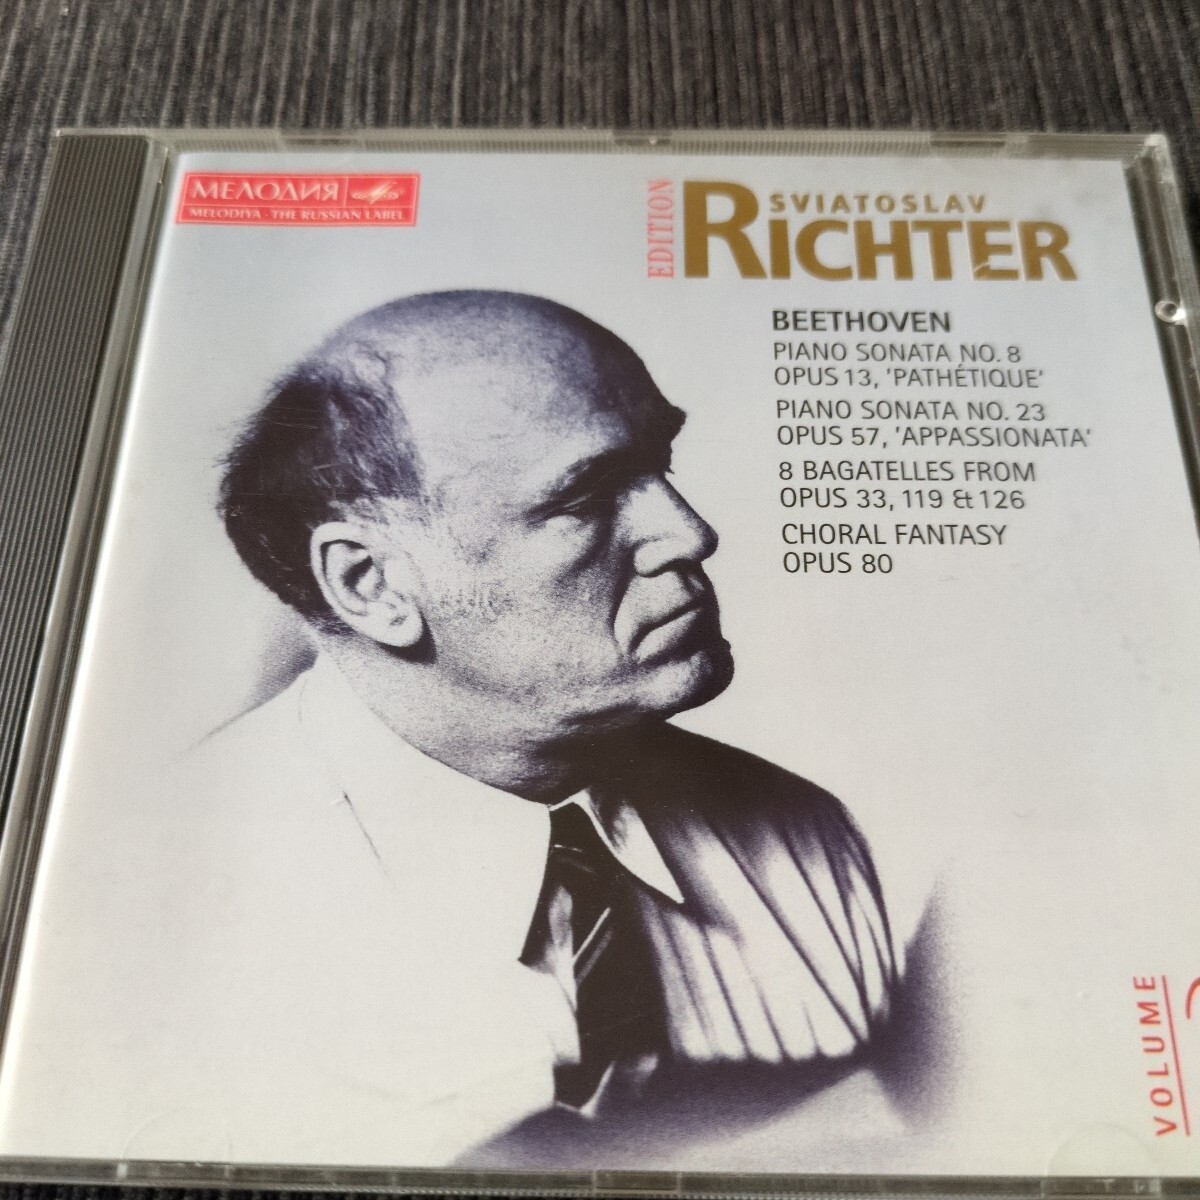 МЕЛОДИЯ
MELODIYA · THE RUSSIAN LABEL
EDITION
SVIATOSLAV
RICHTER
BEETHOVEN
PIANO SONATA NO. 8
OPUS 13, 'PATHÉTIQUE'
PIANO SONATA NO. 23
OPUS 57, 'APPASSIONATA'
8 BAGATELLES FROM
OPUS 33, 119 & 126
CHORAL FANTASY
OPUS 80
VOLUME